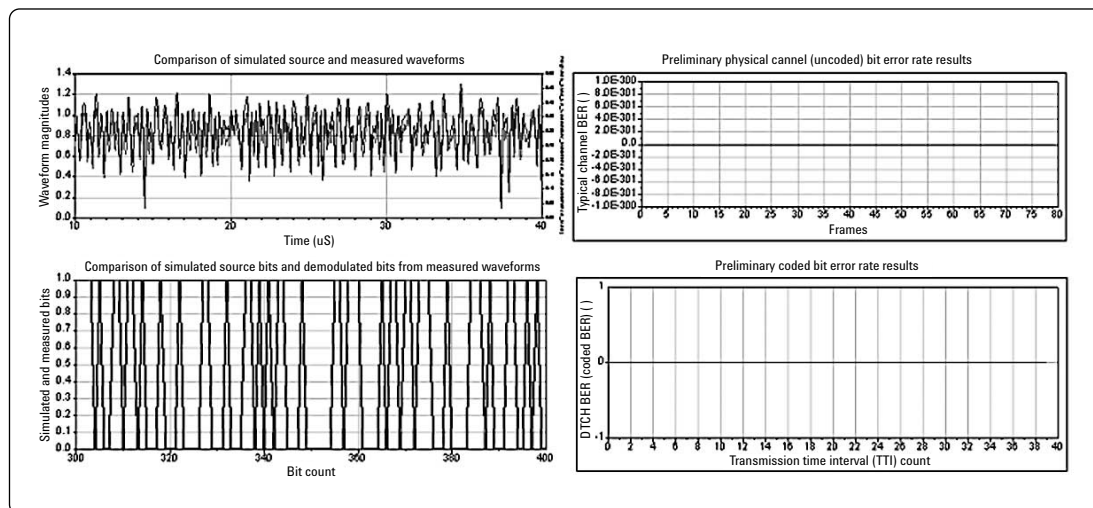 Comparison of simulated source and measured waveforms
Waveform magnitudes
1.4
1.2
1.0
0.8
0.6
0.4
0.2
0.0
10 20 30 40
Time (uS)
Preliminary physical cannel (uncoded) bit error rate results
Typical channel BER ( )
1.0E-300
8.0E-301
6.0E-301
4.0E-301
2.0E-301
0.0
-2.0E-301
-4.0E-301
-6.0E-301
-8.0E-301
-1.0E-300
0 5 10 15 20 25 30 35 40 45 50 55 60 65 70 75 80
Frames
Comparison of simulated source bits and demodulated bits from measured waveforms
Simulated and measured bits
1.0
0.9
0.8
0.7
0.6
0.5
0.4
0.3
0.2
0.1
0.0
300 320 340 360 380 400
Bit count
Preliminary coded bit error rate results
DTCH BER (coded BER) ( )
1
0
-1
0 2 4 6 8 10 12 14 16 18 20 22 24 26 28 30 32 34 36 38 40
Transmission time interval (TTI) count